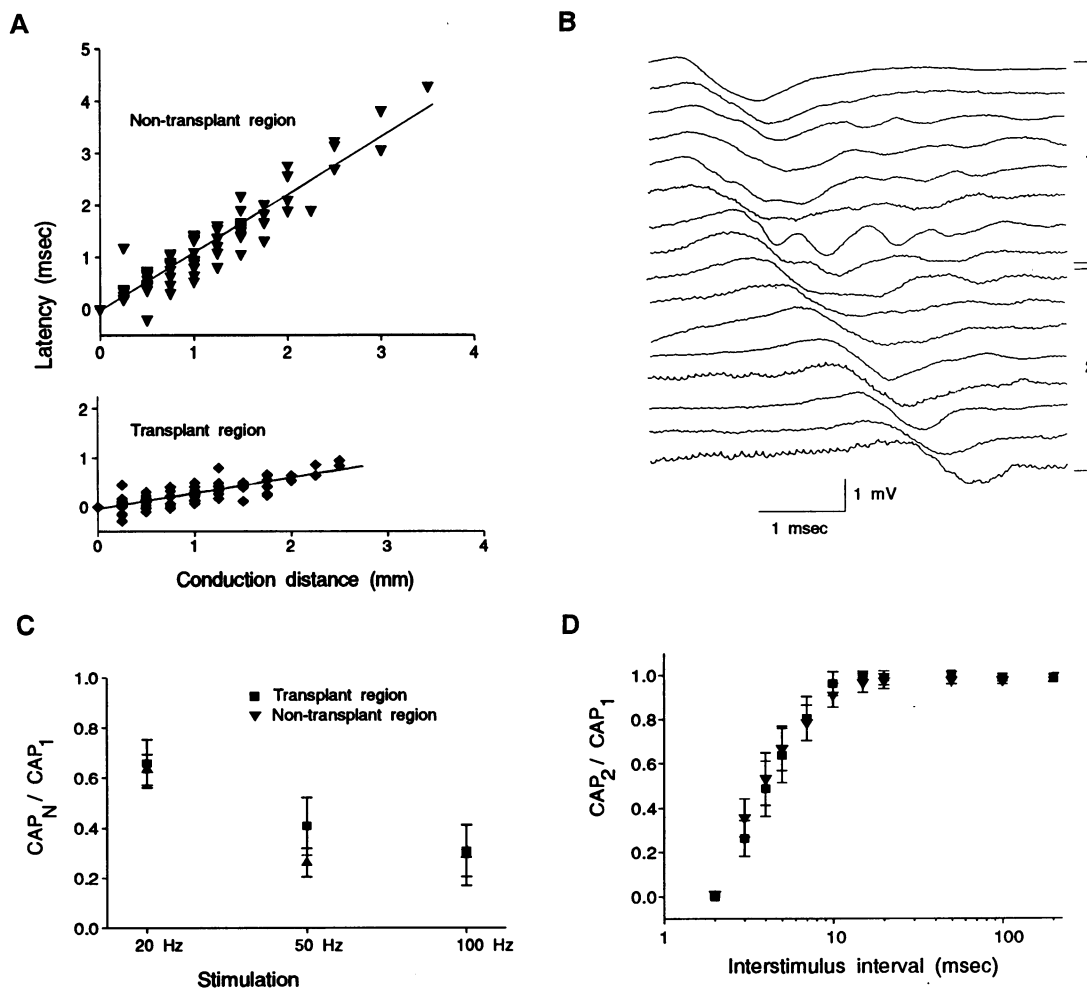 A
5
4
3
2
1
0
Non-transplant region
0 1 2 3 4
Latency (msec)
2
1
0
Transplant region
0 1 2 3 4
Conduction distance (mm)
B
1 mV
1 msec
C
1.0
0.8
0.6
0.4
0.2
0.0
CAPN / CAP1
Transplant region
Non-transplant region
20 Hz 50 Hz 100 Hz
Stimulation
D
1.0
0.8
0.6
0.4
0.2
0.0
CAP2 / CAP1
1 10 100
Interstimulus interval (msec)